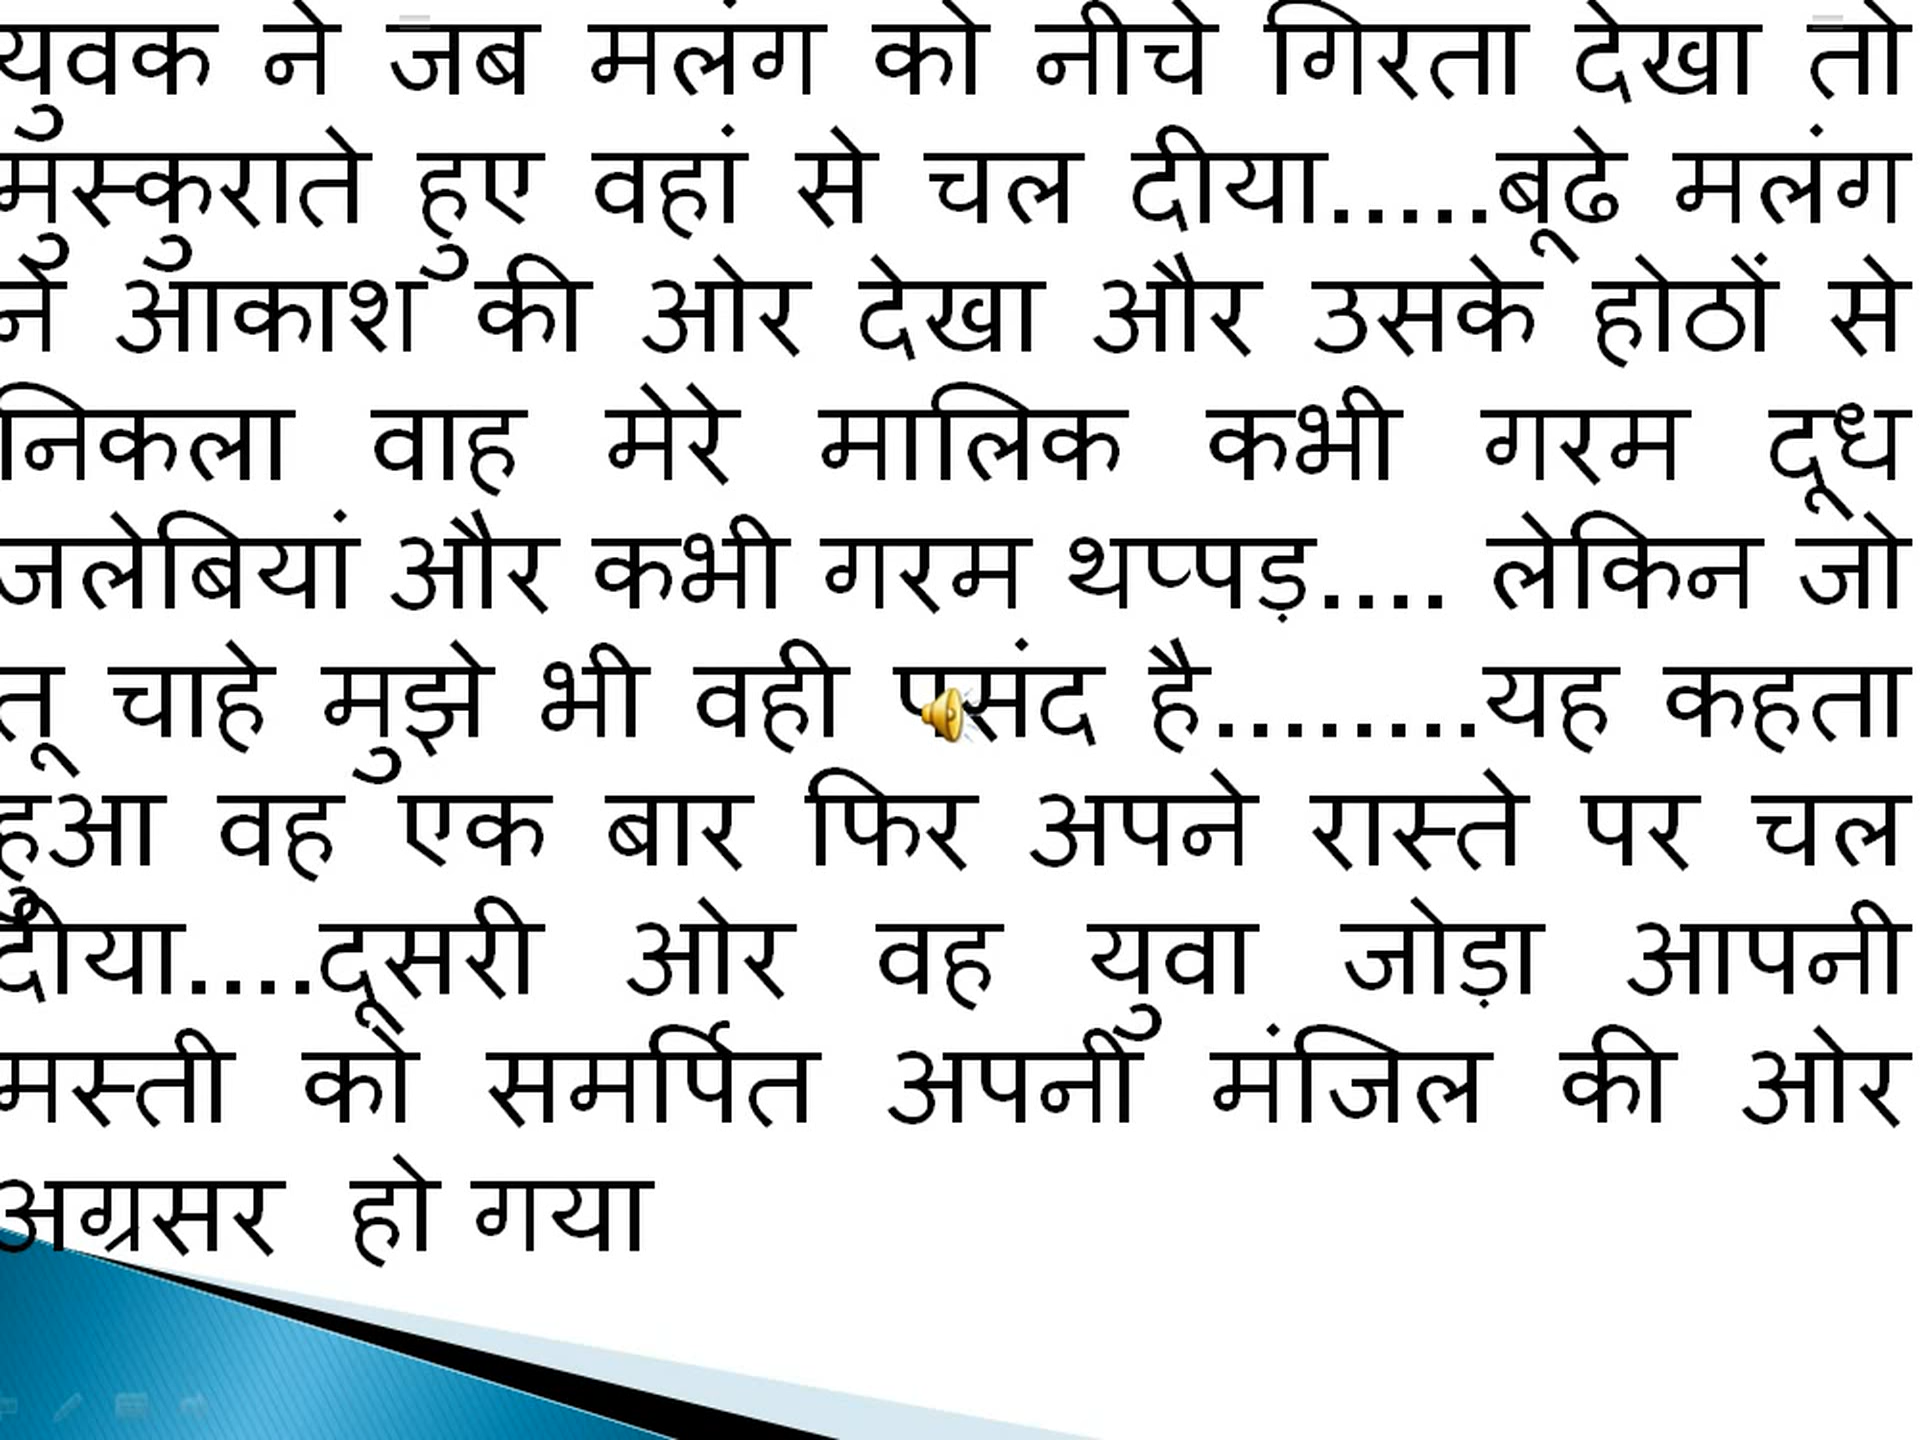 युवक ने जब मलंग को नीचे गिरता देखा तो
मुस्कुराते हुए वहां से चल दीया.....बूढे मलंग
ने आकाश की ओर देखा और उसके होठों से
निकला वाह मेरे मालिक कभी गरम दूध
जलेबियां और कभी गरम थप्पड़.... लेकिन जो
तू चाहे मुझे भी वही पसंद है........यह कहता
हुआ वह एक बार फिर अपने रास्ते पर चल
दीया....दूसरी ओर वह युवा जोड़ा आपनी
मस्ती को समर्पित अपनी मंजिल की ओर
अग्रसर हो गया